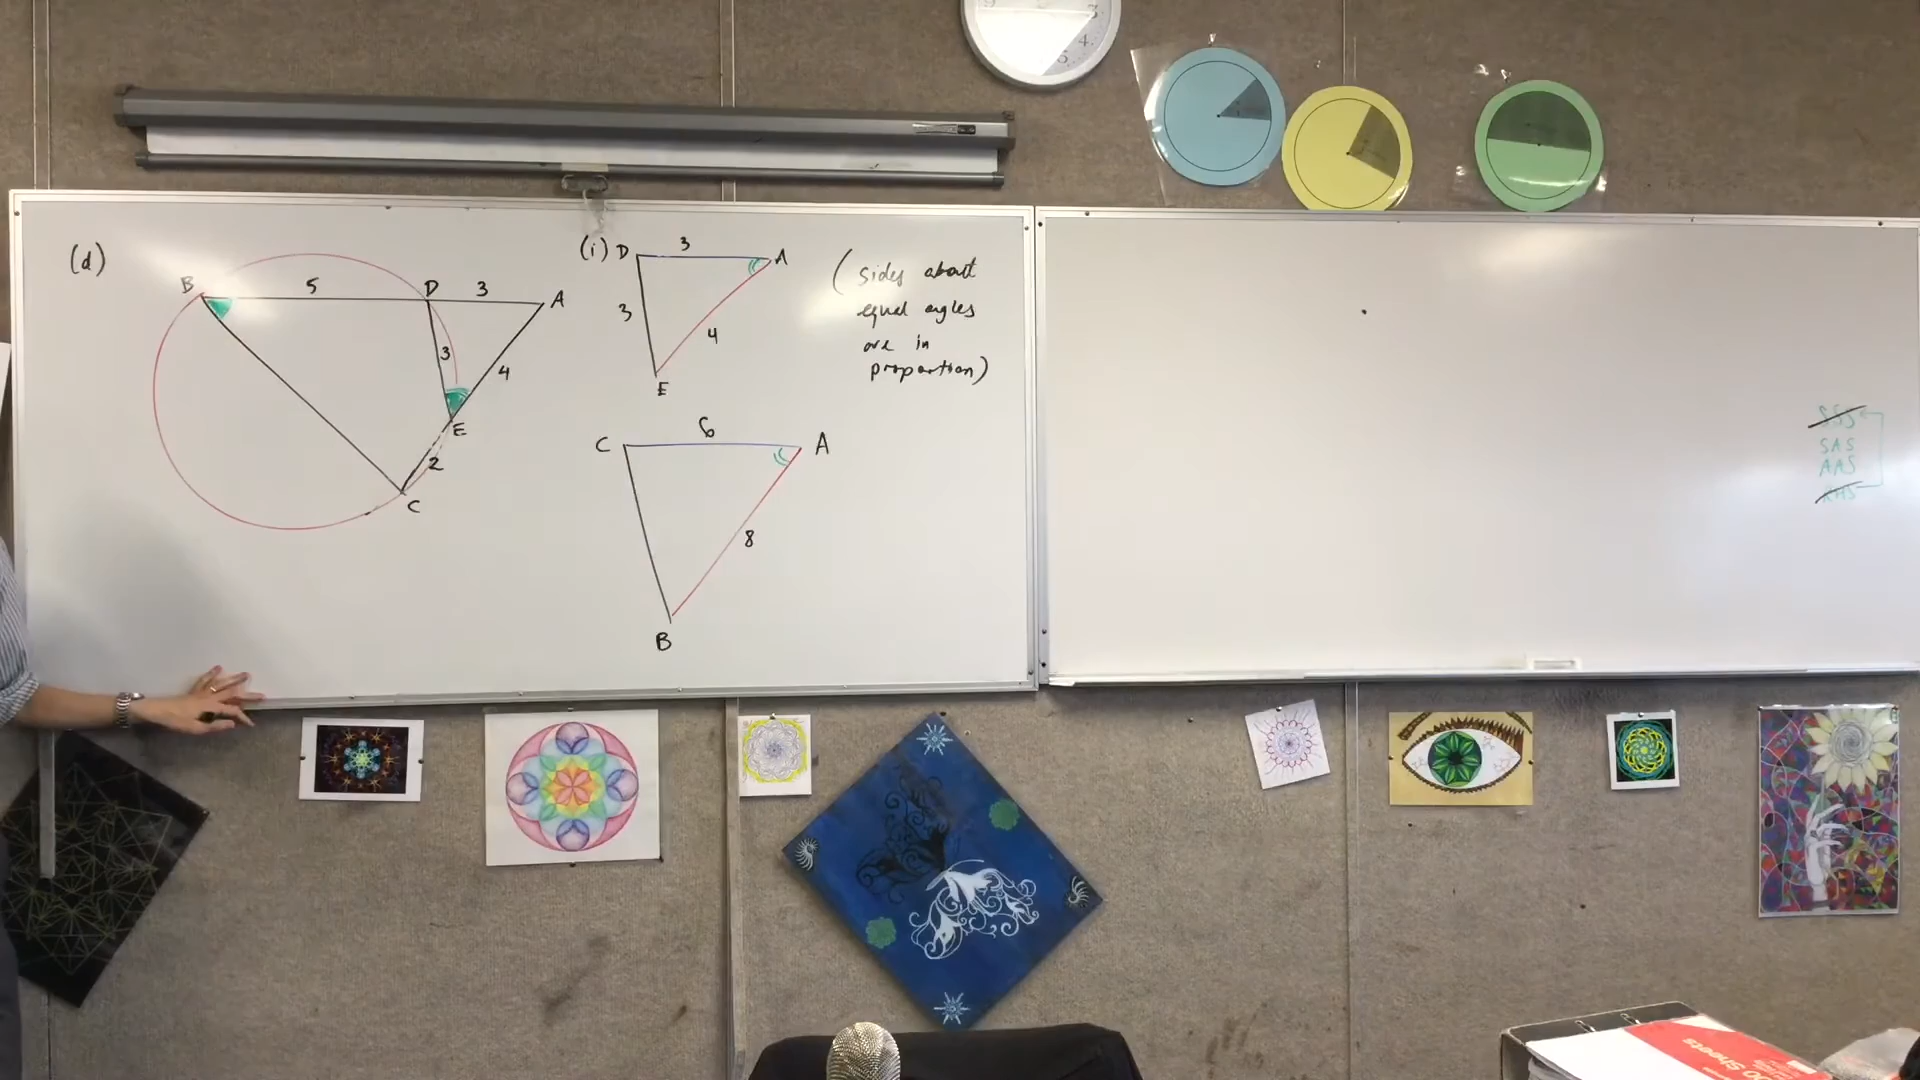 (d)
B
5
D
3
A
3
4
E
2
C
(i)
D
3
A
3
4
E
C
6
A
8
B
(sides about
equal angles
are in
proportion)
SSS
SAS
AAS
RHS